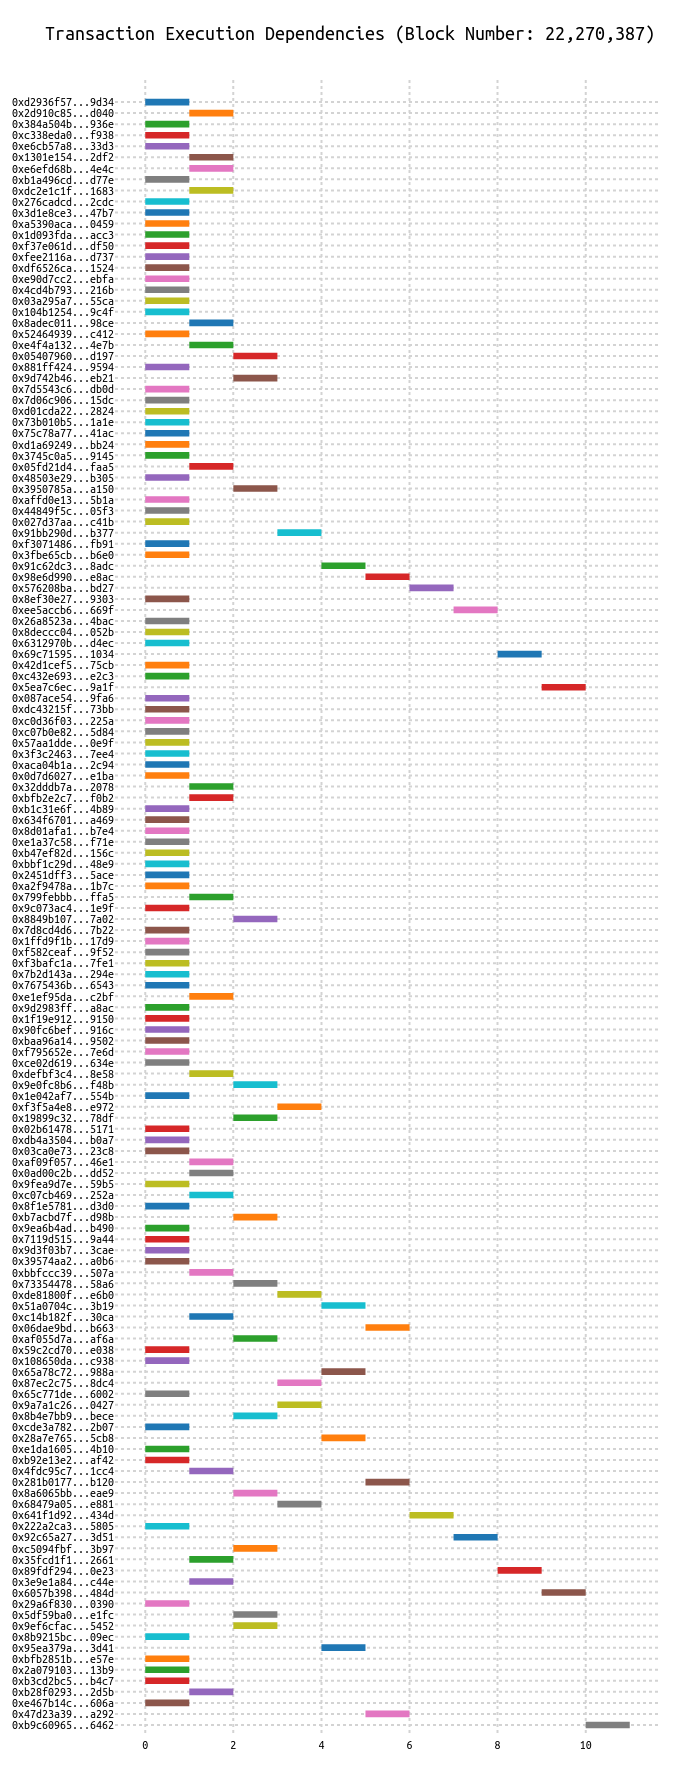 Transaction Execution Dependencies (Block Number: 22,270,387)
0xd2936f57...9d34
0x2d910c85...d040
0x384a504b...936e
0xc338eda0...f938
0xe6cb57a8...33d3
0x1301e154...2df2
0xe6efd68b...4e4c
0xb1a496cd...d77e
0xdc2e1c1f...1683
0x276cadcd...2cdc
0x3d1e8ce3...47b7
0xa5390aca...0459
0x1d093fda...acc3
0xf37e061d...df50
0xfee2116a...d737
0xdf6526ca...1524
0xe90d7cc2...ebfa
0x4cd4b793...216b
0x03a295a7...55ca
0x104b1254...9c4f
0x8adec011...98ce
0x52464939...c412
0xe4f4a132...4e7b
0x05407960...d197
0x881ff424...9594
0x9d742b46...eb21
0x7d5543c6...db0d
0x7d06c906...15dc
0xd01cda22...2824
0x73b010b5...1a1e
0x75c78a77...41ac
0xd1a69249...bb24
0x3745c0a5...9145
0x05fd21d4...faa5
0x48503e29...b305
0x3950785a...a150
0xaffd0e13...5b1a
0x44849f5c...05f3
0x027d37aa...c41b
0x91bb290d...b377
0xf3071486...fb91
0x3fbe65cb...b6e0
0x91c62dc3...8adc
0x98e6d990...e8ac
0x576208ba...bd27
0x8ef30e27...9303
0xee5accb6...669f
0x26a8523a...4bac
0x8deccc04...052b
0x6312970b...d4ec
0x69c71595...1034
0x42d1cef5...75cb
0xc432e693...e2c3
0x5ea7c6ec...9a1f
0x087ace54...9fa6
0xdc43215f...73bb
0xc0d36f03...225a
0xc07b0e82...5d84
0x57aa1dde...0e9f
0x3f3c2463...7ee4
0xaca04b1a...2c94
0x0d7d6027...e1ba
0x32dddb7a...2078
0xbfb2e2c7...f0b2
0xb1c31e6f...4b89
0x634f6701...a469
0x8d01afa1...b7e4
0xe1a37c58...f71e
0xb47ef82d...156c
0xbbf1c29d...48e9
0x2451dff3...5ace
0xa2f9478a...1b7c
0x799febbb...ffa5
0x9c073ac4...1e9f
0x8849b107...7a02
0x7d8cd4d6...7b22
0x1ffd9f1b...17d9
0xf582ceaf...9f52
0xf3bafc1a...7fe1
0x7b2d143a...294e
0x7675436b...6543
0xe1ef95da...c2bf
0x9d2983ff...a8ac
0x1f19e912...9150
0x90fc6bef...916c
0xbaa96a14...9502
0xf795652e...7e6d
0xce02d619...634e
0xdefbf3c4...8e58
0x9e0fc8b6...f48b
0x1e042af7...554b
0xf3f5a4e8...e972
0x19899c32...78df
0x02b61478...5171
0xdb4a3504...b0a7
0x03ca0e73...23c8
0xaf09f057...46e1
0x0ad00c2b...dd52
0x9fea9d7e...59b5
0xc07cb469...252a
0x8f1e5781...d3d0
0xb7acbd7f...d98b
0x9ea6b4ad...b490
0x7119d515...9a44
0x9d3f03b7...3cae
0x39574aa2...a0b6
0xbbfccc39...507a
0x73354478...58a6
0xde81800f...e6b0
0x51a0704c...3b19
0xc14b182f...30ca
0x06dae9bd...b663
0xaf055d7a...af6a
0x59c2cd70...e038
0x108650da...c938
0x65a78c72...988a
0x87ec2c75...8dc4
0x65c771de...6002
0x9a7a1c26...0427
0x8b4e7bb9...bece
0xcde3a782...2b07
0x28a7e765...5cb8
0xe1da1605...4b10
0xb92e13e2...af42
0x4fdc95c7...1cc4
0x281b0177...b120
0x8a6065bb...eae9
0x68479a05...e881
0x641f1d92...434d
0x222a2ca3...5805
0x92c65a27...3d51
0xc5094fbf...3b97
0x35fcd1f1...2661
0x89fdf294...0e23
0x3e9e1a84...c44e
0x6057b398...484d
0x29a6f830...0390
0x5df59ba0...e1fc
0x9ef6cfac...5452
0x8b9215bc...09ec
0x95ea379a...3d41
0xbfb2851b...e57e
0x2a079103...13b9
0xb3cd2bc5...b4c7
0xb28f0293...2d5b
0xe467b14c...606a
0x47d23a39...a292
0xb9c60965...6462
0 2 4 6 8 10